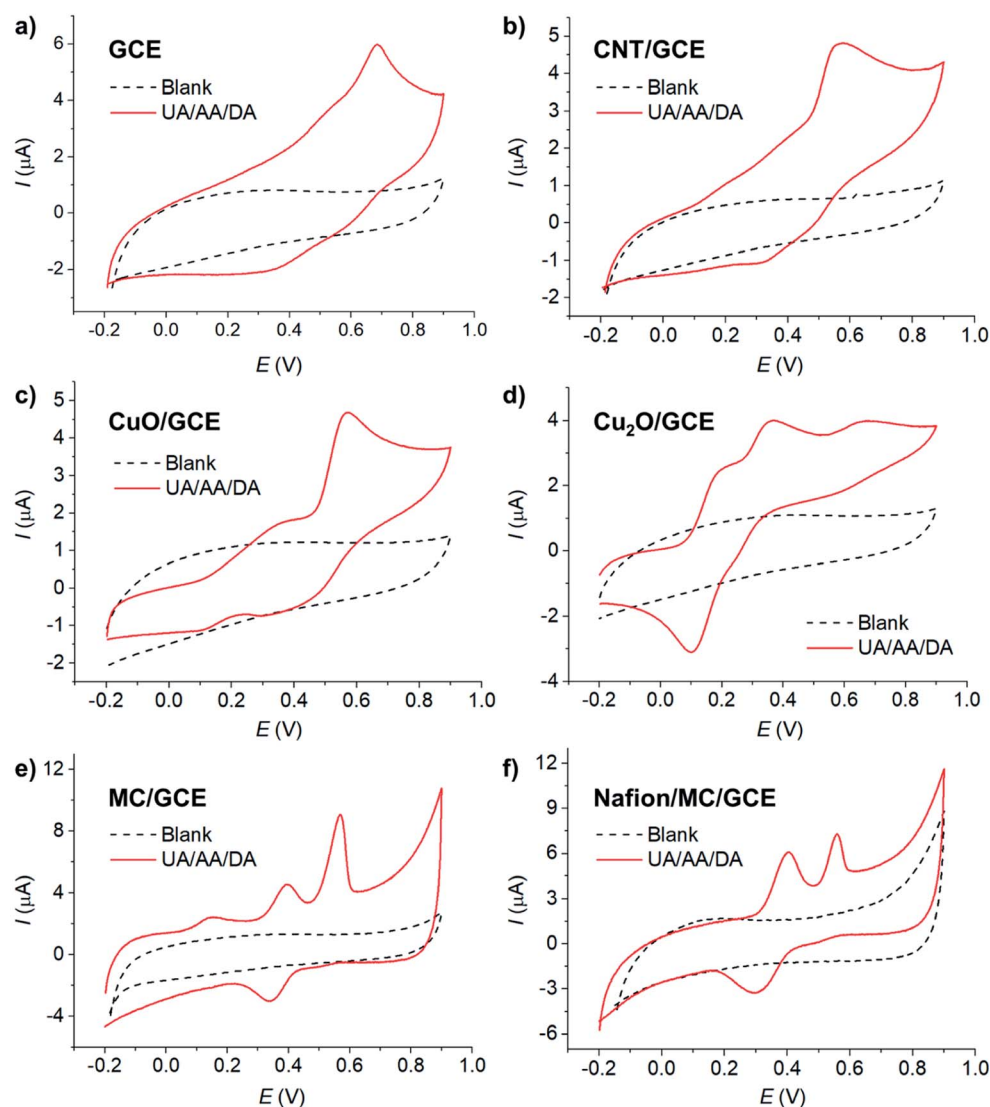 a)
GCE
Blank
UA/AA/DA
6
4
2
0
-2
I (μA)
-0.2 0.0 0.2 0.4 0.6 0.8 1.0
E (V)
b)
CNT/GCE
Blank
UA/AA/DA
5
4
3
2
1
0
-1
-2
I (μA)
-0.2 0.0 0.2 0.4 0.6 0.8 1.0
E (V)
c)
CuO/GCE
Blank
UA/AA/DA
5
4
3
2
1
0
-1
-2
I (μA)
-0.2 0.0 0.2 0.4 0.6 0.8 1.0
E (V)
d)
Cu₂O/GCE
Blank
UA/AA/DA
6
4
2
0
-2
-4
I (μA)
-0.2 0.0 0.2 0.4 0.6 0.8 1.0
E (V)
e)
MC/GCE
Blank
UA/AA/DA
12
8
4
0
-4
I (μA)
-0.2 0.0 0.2 0.4 0.6 0.8 1.0
E (V)
f)
Nafion/MC/GCE
Blank
UA/AA/DA
12
9
6
3
0
-3
-6
I (μA)
-0.2 0.0 0.2 0.4 0.6 0.8 1.0
E (V)